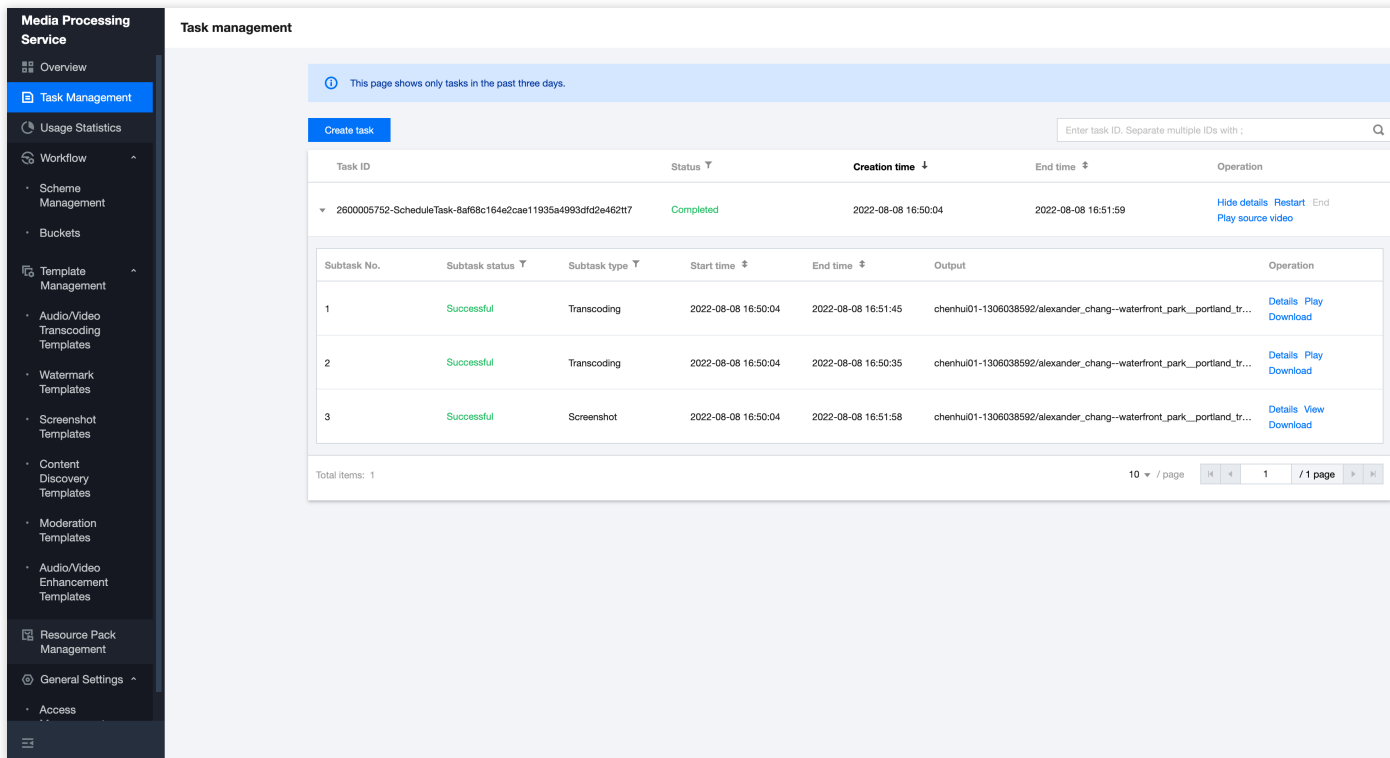 Media Processing
Service
Task management
Overview
Task Management
Usage Statistics
Workflow
Scheme
Management
Buckets
Template
Management
Audio/Video
Transcoding
Templates
Watermark
Templates
Screenshot
Templates
Content
Discovery
Templates
Moderation
Templates
Audio/Video
Enhancement
Templates
Resource Pack
Management
General Settings
Access
This page shows only tasks in the past three days.
Create task
Enter task ID. Separate multiple IDs with ;
Task ID Status Creation time End time Operation
2600005752-ScheduleTask-8af68c164e2cae11935a4993dfd2e462tt7 Completed 2022-08-08 16:50:04 2022-08-08 16:51:59 Hide details Restart End
Play source video
Subtask No. Subtask status Subtask type Start time End time Output Operation
1 Successful Transcoding 2022-08-08 16:50:04 2022-08-08 16:51:45 chenhui01-1306038592/alexander_chang--waterfront_park__portland_tr... Details Play
Download
2 Successful Transcoding 2022-08-08 16:50:04 2022-08-08 16:50:35 chenhui01-1306038592/alexander_chang--waterfront_park__portland_tr... Details Play
Download
3 Successful Screenshot 2022-08-08 16:50:04 2022-08-08 16:51:58 chenhui01-1306038592/alexander_chang--waterfront_park__portland_tr... Details View
Download
Total items: 1 10 / page 1 / 1 page